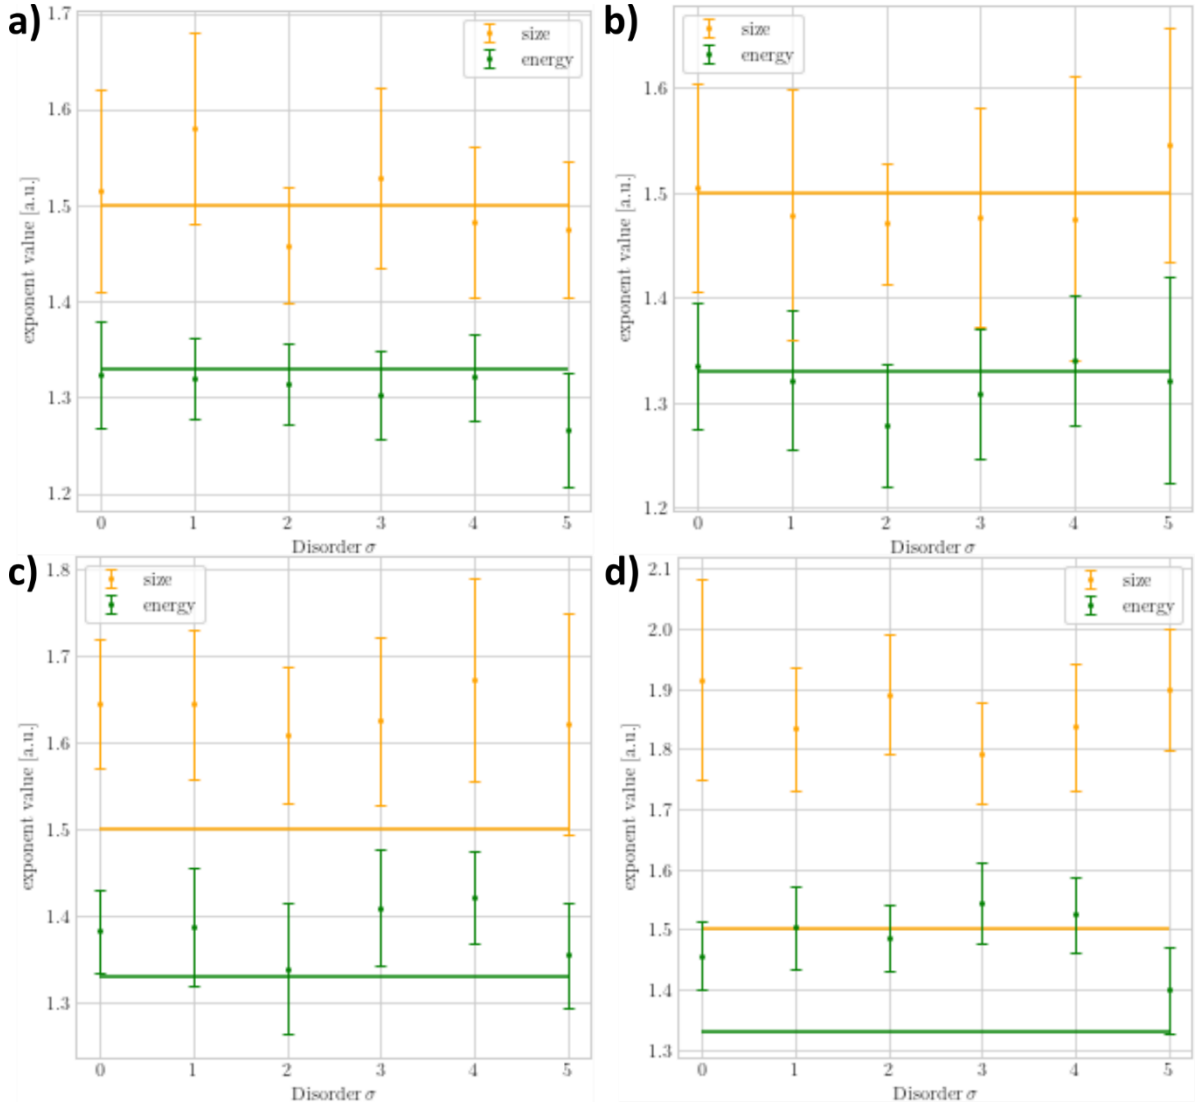 a)
size
energy
1.7
1.6
1.5
1.4
1.3
1.2
exponent value [a.u.]
0 1 2 3 4 5
Disorder σ
b)
size
energy
1.6
1.5
1.4
1.3
1.2
exponent value [a.u.]
0 1 2 3 4 5
Disorder σ
c)
size
energy
1.8
1.7
1.6
1.5
1.4
1.3
exponent value [a.u.]
0 1 2 3 4 5
Disorder σ
d)
size
energy
2.1
2.0
1.9
1.8
1.7
1.6
1.5
1.4
1.3
exponent value [a.u.]
0 1 2 3 4 5
Disorder σ